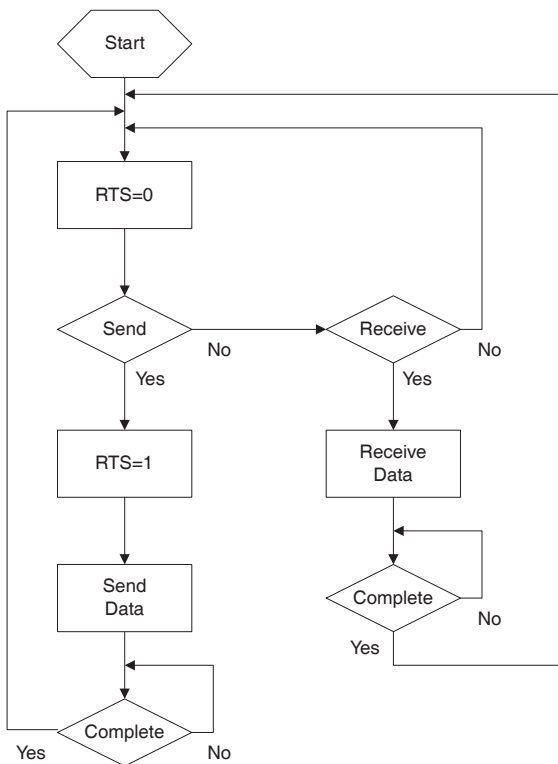 Start
RTS=0
Send
No
Yes
Receive
No
Yes
RTS=1
Receive
Data
Send
Data
Complete
No
Yes
Complete
No
Yes